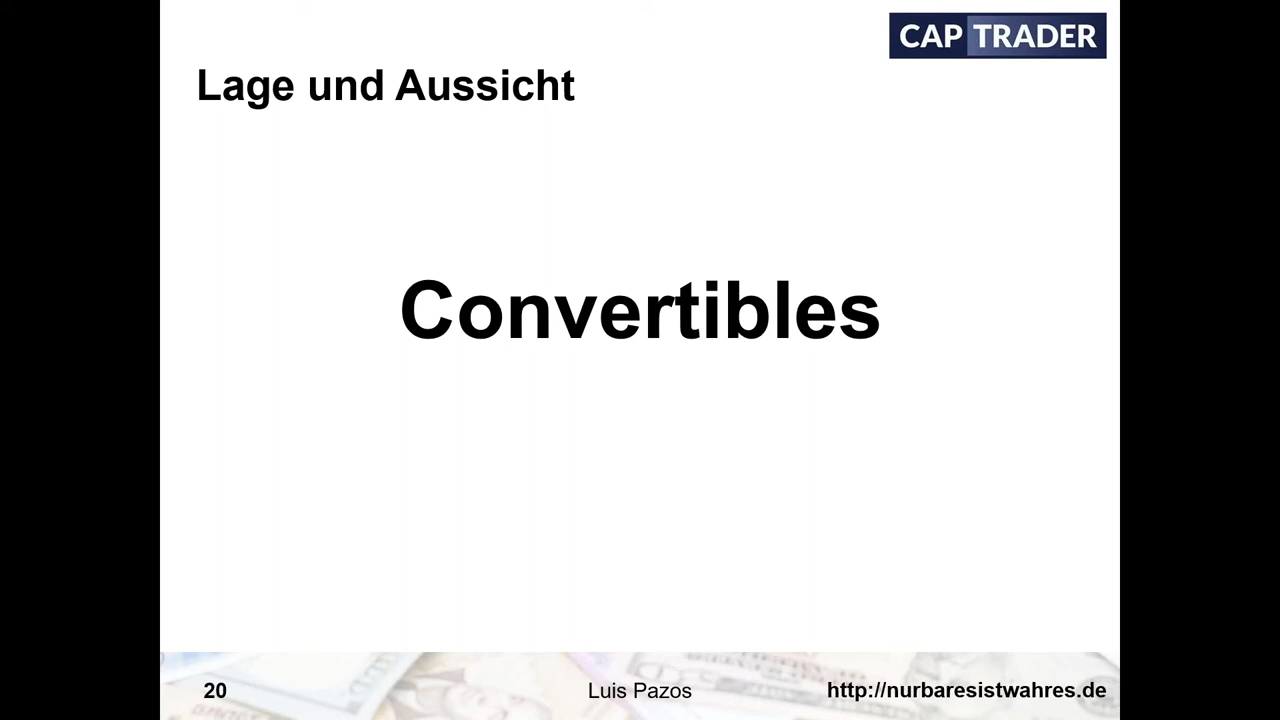 CAP TRADER
Lage und Aussicht
Convertibles
20
Luis Pazos
http://nurbaresistwahres.de